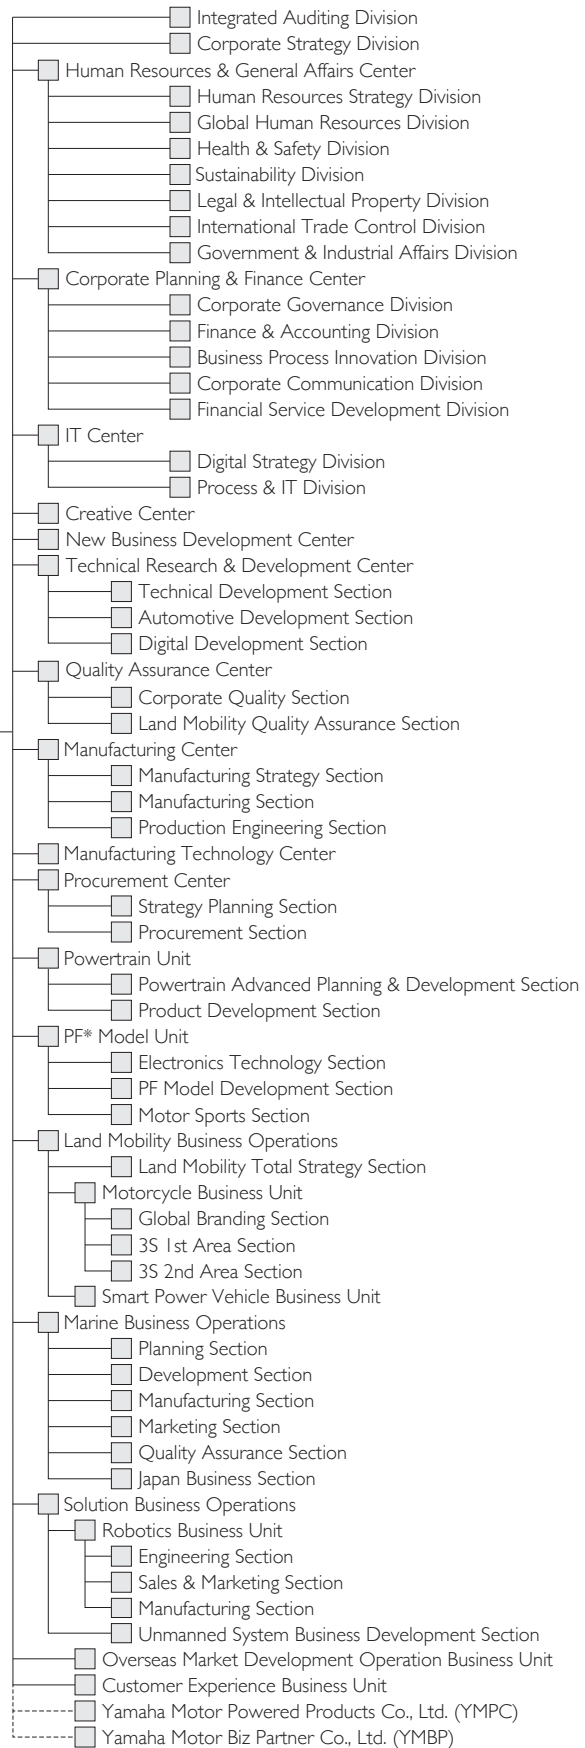 Integrated Auditing Division
Corporate Strategy Division
Human Resources & General Affairs Center
Human Resources Strategy Division
Global Human Resources Division
Health & Safety Division
Sustainability Division
Legal & Intellectual Property Division
International Trade Control Division
Government & Industrial Affairs Division
Corporate Planning & Finance Center
Corporate Governance Division
Finance & Accounting Division
Business Process Innovation Division
Corporate Communication Division
Financial Service Development Division
IT Center
Digital Strategy Division
Process & IT Division
Creative Center
New Business Development Center
Technical Research & Development Center
Technical Development Section
Automotive Development Section
Digital Development Section
Quality Assurance Center
Corporate Quality Section
Land Mobility Quality Assurance Section
Manufacturing Center
Manufacturing Strategy Section
Manufacturing Section
Production Engineering Section
Manufacturing Technology Center
Procurement Center
Strategy Planning Section
Procurement Section
Powertrain Unit
Powertrain Advanced Planning & Development Section
Product Development Section
PF* Model Unit
Electronics Technology Section
PF Model Development Section
Motor Sports Section
Land Mobility Business Operations
Land Mobility Total Strategy Section
Motorcycle Business Unit
Global Branding Section
3S 1st Area Section
3S 2nd Area Section
Smart Power Vehicle Business Unit
Marine Business Operations
Planning Section
Development Section
Manufacturing Section
Marketing Section
Quality Assurance Section
Japan Business Section
Solution Business Operations
Robotics Business Unit
Engineering Section
Sales & Marketing Section
Manufacturing Section
Unmanned System Business Development Section
Overseas Market Development Operation Business Unit
Customer Experience Business Unit
Yamaha Motor Powered Products Co., Ltd. (YMPC)
Yamaha Motor Biz Partner Co., Ltd. (YMBP)